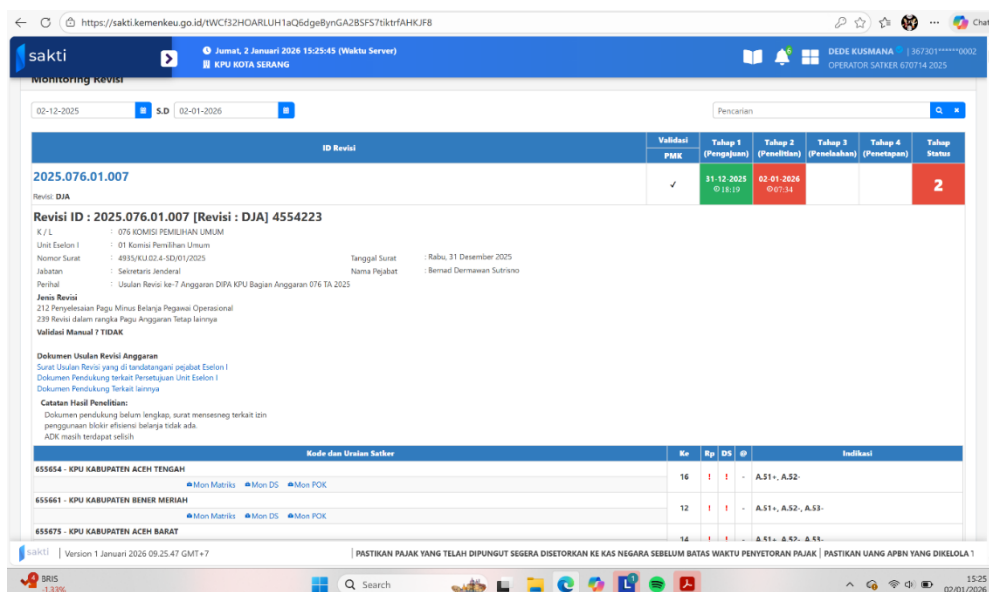 https://sakti.kemenkeu.go.id/tWCf32HOARLUH1aQ6dgeBynGA2BSFS7tiktrfAHKJF8
Chat
sakti
Jumat, 2 Januari 2026 15:25:45 (Waktu Server)
KPU KOTA SERANG
6
DEDE KUSMANA | 367301******0002
OPERATOR SATKER 670714 2025
Monitoring Revisi
02-12-2025 S.D 02-01-2026 Pencarian
ID Revisi Validasi PMK Tahap 1 (Pengajuan) Tahap 2 (Penelitian) Tahap 3 (Penelaahan) Tahap 4 (Penetapan) Tahap Status
2025.076.01.007 ✓ 31-12-2025 18:19 02-01-2026 07:34 2
Revisi: DJA
Revisi ID : 2025.076.01.007 [Revisi : DJA] 4554223
K / L : 076 KOMISI PEMILIHAN UMUM
Unit Eselon I : 01 Komisi Pemilihan Umum
Nomor Surat : 4935/KU.02.4-SD/01/2025 Tanggal Surat : Rabu, 31 Desember 2025
Jabatan : Sekretaris Jenderal Nama Pejabat : Bernad Dermawan Sutrisno
Perihal : Usulan Revisi ke-7 Anggaran DIPA KPU Bagian Anggaran 076 TA 2025
Jenis Revisi
212 Penyelesaian Pagu Minus Belanja Pegawai Operasional
239 Revisi dalam rangka Pagu Anggaran Tetap lainnya
Validasi Manual ? TIDAK
Dokumen Usulan Revisi Anggaran
Surat Usulan Revisi yang di tandatangani pejabat Eselon I
Dokumen Pendukung terkait Persetujuan Unit Eselon I
Dokumen Pendukung Terkait lainnya
Catatan Hasil Penelitian:
Dokumen pendukung belum lengkap, surat mensesneg terkait izin
penggunaan blokir efisiensi belanja tidak ada.
ADK masih terdapat selisih
Kode dan Uraian Satker Ke Rp DS @ Indikasi
655654 - KPU KABUPATEN ACEH TENGAH
Mon Matriks Mon DS Mon POK 16 ! ! - A.51+, A.52-
655661 - KPU KABUPATEN BENER MERIAH
Mon Matriks Mon DS Mon POK 12 ! ! - A.51+, A.52-, A.53-
655675 - KPU KABUPATEN ACEH BARAT
14 ! ! - A.51+, A.52-, A.53-
sakti | Version 1 Januari 2026 09.25.47 GMT+7 | PASTIKAN PAJAK YANG TELAH DIPUNGUT SEGERA DISETORKAN KE KAS NEGARA SEBELUM BATAS WAKTU PENYETORAN PAJAK | PASTIKAN UANG APBN YANG DIKELOLA
BRIS
-1.33%
Search
15:25
02/01/2026